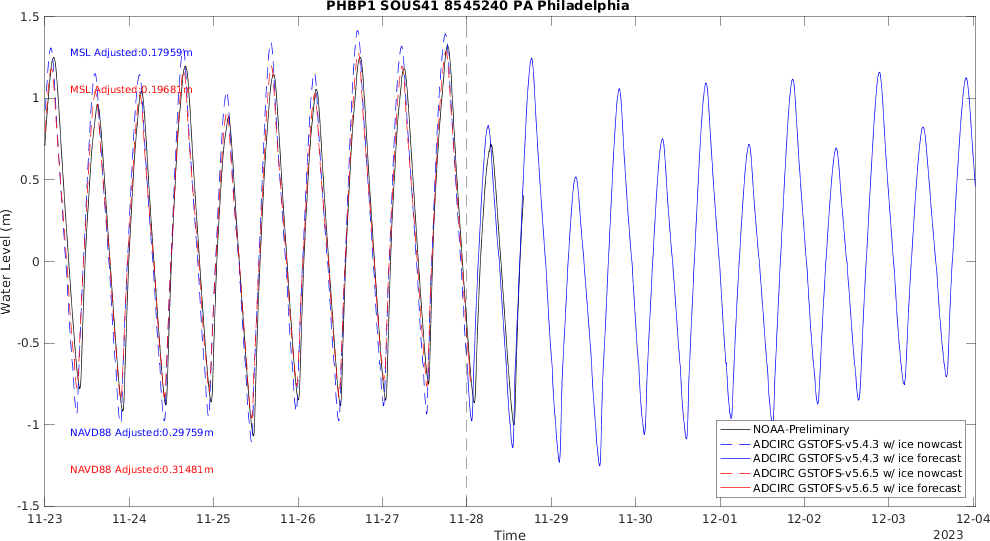 PHBP1 SOUS41 8545240 PA Philadelphia
1.5
MSL Adjusted:0.17959m
MSL Adjusted:0.19681m
1
0.5
0
-0.5
-1
-1.5
Water Level (m)
NAVD88 Adjusted:0.29759m
NAVD88 Adjusted:0.31481m
NOAA-Preliminary
ADCIRC GSTOFS-v5.4.3 w/ ice nowcast
ADCIRC GSTOFS-v5.4.3 w/ ice forecast
ADCIRC GSTOFS-v5.6.5 w/ ice nowcast
ADCIRC GSTOFS-v5.6.5 w/ ice forecast
11-23 11-24 11-25 11-26 11-27 11-28 11-29 11-30 12-01 12-02 12-03 12-04
Time
2023